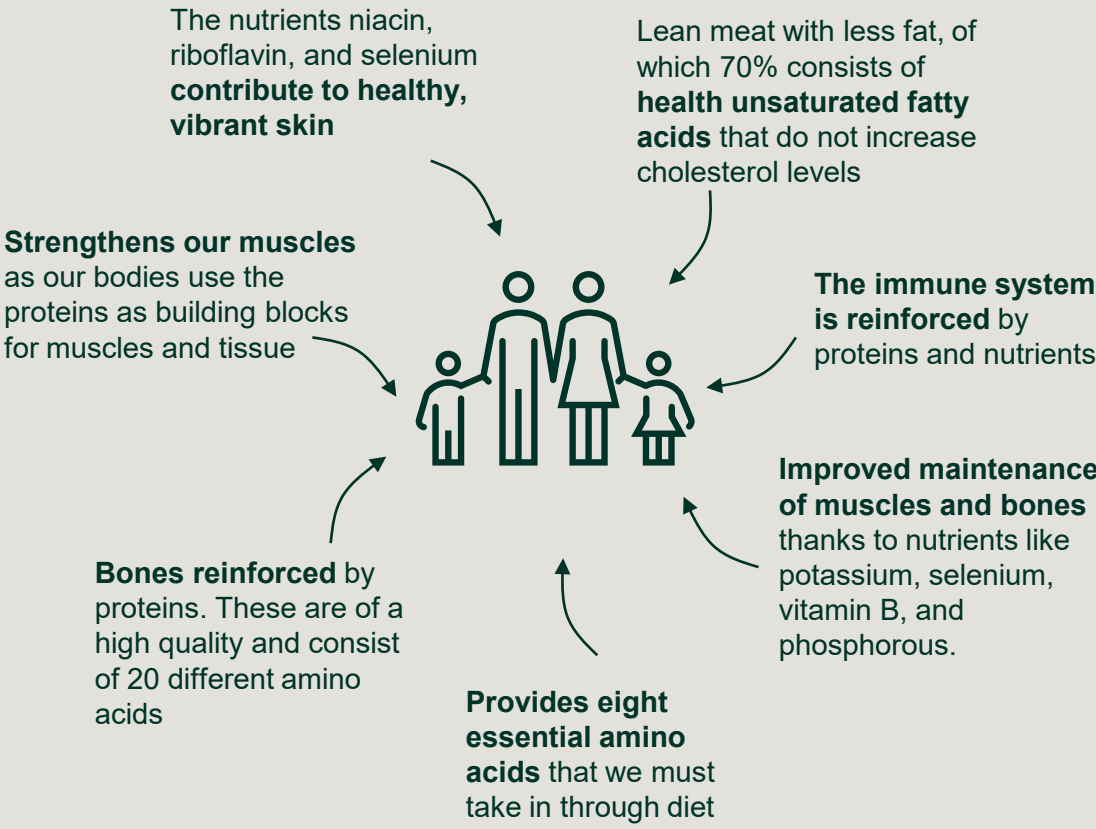 The nutrients niacin,
riboflavin, and selenium
contribute to healthy,
vibrant skin
Lean meat with less fat, of
which 70% consists of
health unsaturated fatty
acids that do not increase
cholesterol levels
Strengthens our muscles
as our bodies use the
proteins as building blocks
for muscles and tissue
The immune system
is reinforced by
proteins and nutrients
Bones reinforced by
proteins. These are of a
high quality and consist
of 20 different amino
acids
Improved maintenance
of muscles and bones
thanks to nutrients like
potassium, selenium,
vitamin B, and
phosphorous.
Provides eight
essential amino
acids that we must
take in through diet